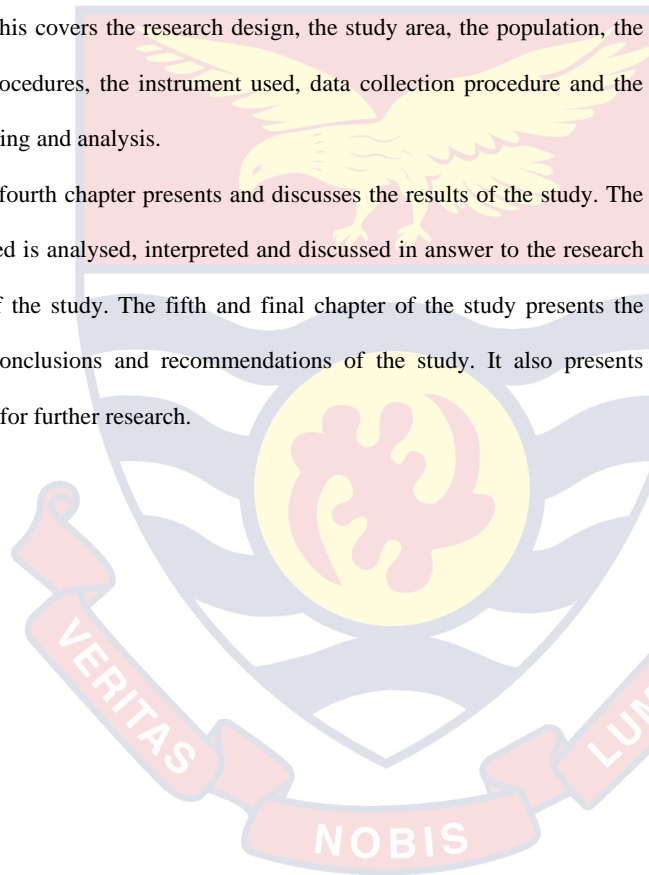 his covers the research design, the study area, the population, the
ocedures, the instrument used, data collection procedure and the
ing and analysis.
fourth chapter presents and discusses the results of the study. The
ed is analysed, interpreted and discussed in answer to the research
f the study. The fifth and final chapter of the study presents the
onclusions and recommendations of the study. It also presents
for further research.
VERITAS
NOBIS
LUM